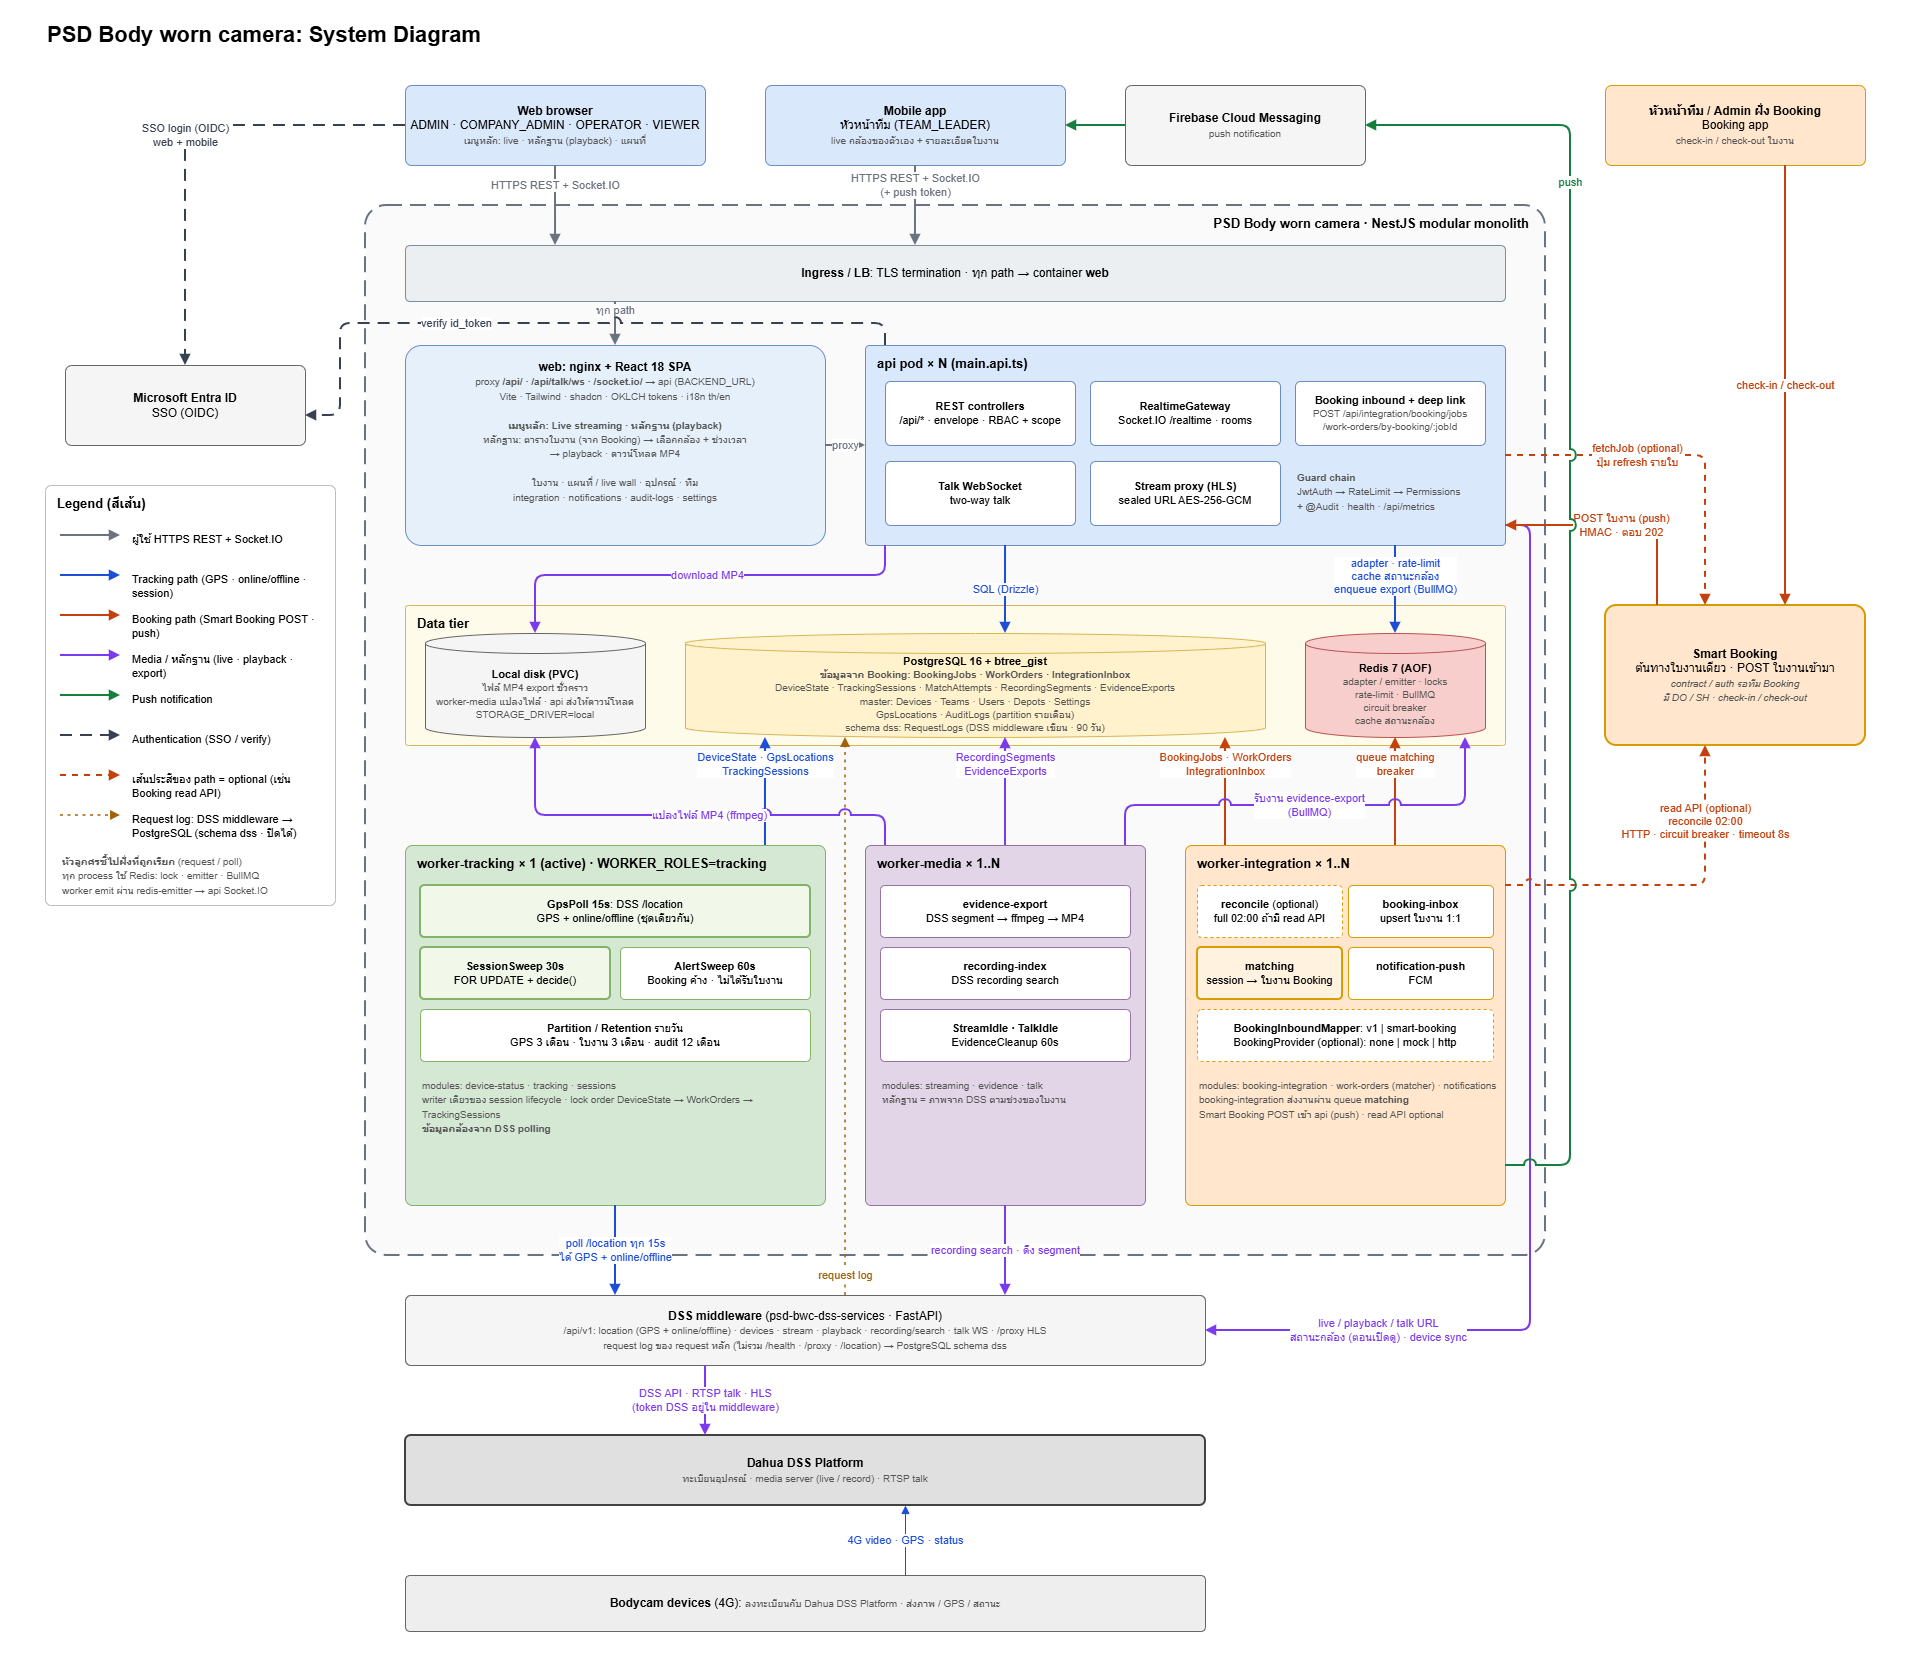 PSD Body worn camera: System Diagram
Web browser
ADMIN · COMPANY_ADMIN · OPERATOR · VIEWER
เมนูหลัก: live · หลักฐาน (playback) · แผนที่
Mobile app
หัวหน้าทีม (TEAM_LEADER)
live กล้องของตัวเอง + รายละเอียดใบงาน
Firebase Cloud Messaging
push notification
หัวหน้าทีม / Admin ฝั่ง Booking
Booking app
check-in / check-out ใบงาน
SSO login (OIDC)
web + mobile
HTTPS REST + Socket.IO
HTTPS REST + Socket.IO
(+ push token)
push
PSD Body worn camera · NestJS modular monolith
Ingress / LB: TLS termination · ทุก path → container web
ทุก path
verify id_token
Microsoft Entra ID
SSO (OIDC)
web: nginx + React 18 SPA
proxy /api/ · /api/talk/ws · /socket.io/ → api (BACKEND_URL)
Vite · Tailwind · shadcn · OKLCH tokens · i18n th/en
เมนูหลัก: Live streaming · หลักฐาน (playback)
หลักฐาน: ตารางใบงาน (จาก Booking) → เลือกกล้อง + ช่วงเวลา
→ playback · ดาวน์โหลด MP4
ใบงาน · แผนที่ / live wall · อุปกรณ์ · ทีม
integration · notifications · audit-logs · settings
proxy
api pod × N (main.api.ts)
REST controllers
/api/* · envelope · RBAC + scope
RealtimeGateway
Socket.IO /realtime · rooms
Booking inbound + deep link
POST /api/integration/booking/jobs
/work-orders/by-booking/:jobId
Talk WebSocket
two-way talk
Stream proxy (HLS)
sealed URL AES-256-GCM
Guard chain
JwtAuth → RateLimit → Permissions
+ @Audit · health · /api/metrics
check-in / check-out
fetchJob (optional)
ปุ่ม refresh รายใบ
POST ใบงาน (push)
HMAC · ตอบ 202
Legend (สีเส้น)
ผู้ใช้ HTTPS REST + Socket.IO
Tracking path (GPS · online/offline ·
session)
Booking path (Smart Booking POST ·
push)
Media / หลักฐาน (live · playback ·
export)
Push notification
Authentication (SSO / verify)
เส้นประสีของ path = optional (เช่น
Booking read API)
Request log: DSS middleware →
PostgreSQL (schema dss · ปิดได้)
หัวลูกศรชี้ไปฝั่งที่ถูกเรียก (request / poll)
ทุก process ใช้ Redis: lock · emitter · BullMQ
worker emit ผ่าน redis-emitter → api Socket.IO
download MP4
SQL (Drizzle)
adapter · rate-limit
cache สถานะกล้อง
enqueue export (BullMQ)
Data tier
Local disk (PVC)
ไฟล์ MP4 export ชั่วคราว
worker-media แปลงไฟล์ · api ส่งให้ดาวน์โหลด
STORAGE_DRIVER=local
PostgreSQL 16 + btree_gist
ข้อมูลจาก Booking: BookingJobs · WorkOrders · IntegrationInbox
DeviceState · TrackingSessions · MatchAttempts · RecordingSegments · EvidenceExports
master: Devices · Teams · Users · Depots · Settings
GpsLocations · AuditLogs (partition รายเดือน)
schema dss: RequestLogs (DSS middleware เขียน · 90 วัน)
Redis 7 (AOF)
adapter / emitter · locks
rate-limit · BullMQ
circuit breaker
cache สถานะกล้อง
Smart Booking
ต้นทางใบงานเดียว · POST ใบงานเข้ามา
contract / auth รอทีม Booking
มี DO / SH · check-in / check-out
DeviceState · GpsLocations
TrackingSessions
RecordingSegments
EvidenceExports
BookingJobs · WorkOrders
IntegrationInbox
queue matching
breaker
แปลงไฟล์ MP4 (ffmpeg)
รับงาน evidence-export
(BullMQ)
read API (optional)
reconcile 02:00
HTTP · circuit breaker · timeout 8s
worker-tracking × 1 (active) · WORKER_ROLES=tracking
GpsPoll 15s: DSS /location
GPS + online/offline (ชุดเดียวกัน)
SessionSweep 30s
FOR UPDATE + decide()
AlertSweep 60s
Booking ค้าง · ไม่ได้รับใบงาน
Partition / Retention รายวัน
GPS 3 เดือน · ใบงาน 3 เดือน · audit 12 เดือน
modules: device-status · tracking · sessions
writer เดียวของ session lifecycle · lock order DeviceState → WorkOrders →
TrackingSessions
ข้อมูลกล้องจาก DSS polling
worker-media × 1..N
evidence-export
DSS segment → ffmpeg → MP4
recording-index
DSS recording search
StreamIdle · TalkIdle
EvidenceCleanup 60s
modules: streaming · evidence · talk
หลักฐาน = ภาพจาก DSS ตามช่วงของใบงาน
worker-integration × 1..N
reconcile (optional)
full 02:00 ถ้ามี read API
booking-inbox
upsert ใบงาน 1:1
matching
session → ใบงาน Booking
notification-push
FCM
BookingInboundMapper: v1 | smart-booking
BookingProvider (optional): none | mock | http
modules: booking-integration · work-orders (matcher) · notifications
booking-integration ส่งงานผ่าน queue matching
Smart Booking POST เข้า api (push) · read API optional
poll /location ทุก 15s
ได้ GPS + online/offline
request log
recording search · ดึง segment
DSS middleware (psd-bwc-dss-services · FastAPI)
/api/v1: location (GPS + online/offline) · devices · stream · playback · recording/search · talk WS · /proxy HLS
request log ของ request หลัก (ไม่รวม /health · /proxy · /location) → PostgreSQL schema dss
live / playback / talk URL
สถานะกล้อง (ตอนเปิดดู) · device sync
DSS API · RTSP talk · HLS
(token DSS อยู่ใน middleware)
Dahua DSS Platform
ทะเบียนอุปกรณ์ · media server (live / record) · RTSP talk
4G video · GPS · status
Bodycam devices (4G): ลงทะเบียนกับ Dahua DSS Platform · ส่งภาพ / GPS / สถานะ